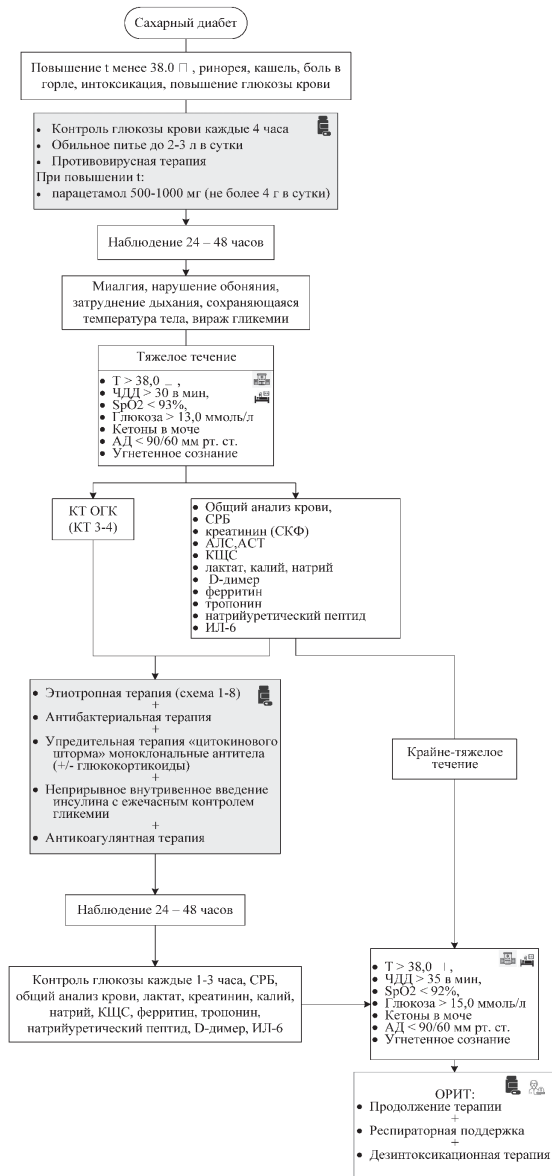 Сахарный диабет
Повышение t менее 38.0 □ , ринорея, кашель, боль в
горле, интоксикация, повышение глюкозы крови
• Контроль глюкозы крови каждые 4 часа
• Обильное питье до 2-3 л в сутки
• Противовирусная терапия
При повышении t:
• парацетамол 500-1000 мг (не более 4 г в сутки)
Наблюдение 24 – 48 часов
Миалгия, нарушение обоняния,
затруднение дыхания, сохраняющаяся
температура тела, вираж гликемии
Тяжелое течение
• Т > 38,0 ,
• ЧДД > 30 в мин,
• SpO2 < 93%,
• Глюкоза > 13,0 ммоль/л
• Кетоны в моче
• АД < 90/60 мм рт. ст.
• Угнетенное сознание
КТ ОГК
(КТ 3-4)
• Общий анализ крови,
• СРБ
• креатинин (СКФ)
• АЛС,АСТ
• КЩС
• лактат, калий, натрий
• D-димер
• ферритин
• тропонин
• натрийуретический пептид
• ИЛ-6
• Этиотропная терапия (схема 1-8)
+
• Антибактериальная терапия
+
• Упредительная терапия «цитокинового
шторма» моноклональные антитела
(+/- глюкокортикоиды)
+
• Неприрывное внутривенное введение
инсулина с ежечасным контролем
гликемии
+
• Антикоагулянтная терапия
Крайне-тяжелое
течение
Наблюдение 24 – 48 часов
Контроль глюкозы каждые 1-3 часа, СРБ,
общий анализ крови, лактат, креатинин, калий,
натрий, КЩС, ферритин, тропонин,
натрийуретический пептид, D-димер, ИЛ-6
• Т > 38,0 ,
• ЧДД > 35 в мин,
• SpO2 < 92%,
• Глюкоза > 15,0 ммоль/л
• Кетоны в моче
• АД < 90/60 мм рт. ст.
• Угнетенное сознание
ОРИТ:
• Продолжение терапии
+
• Респираторная поддержка
+
• Дезинтоксикационная терапия